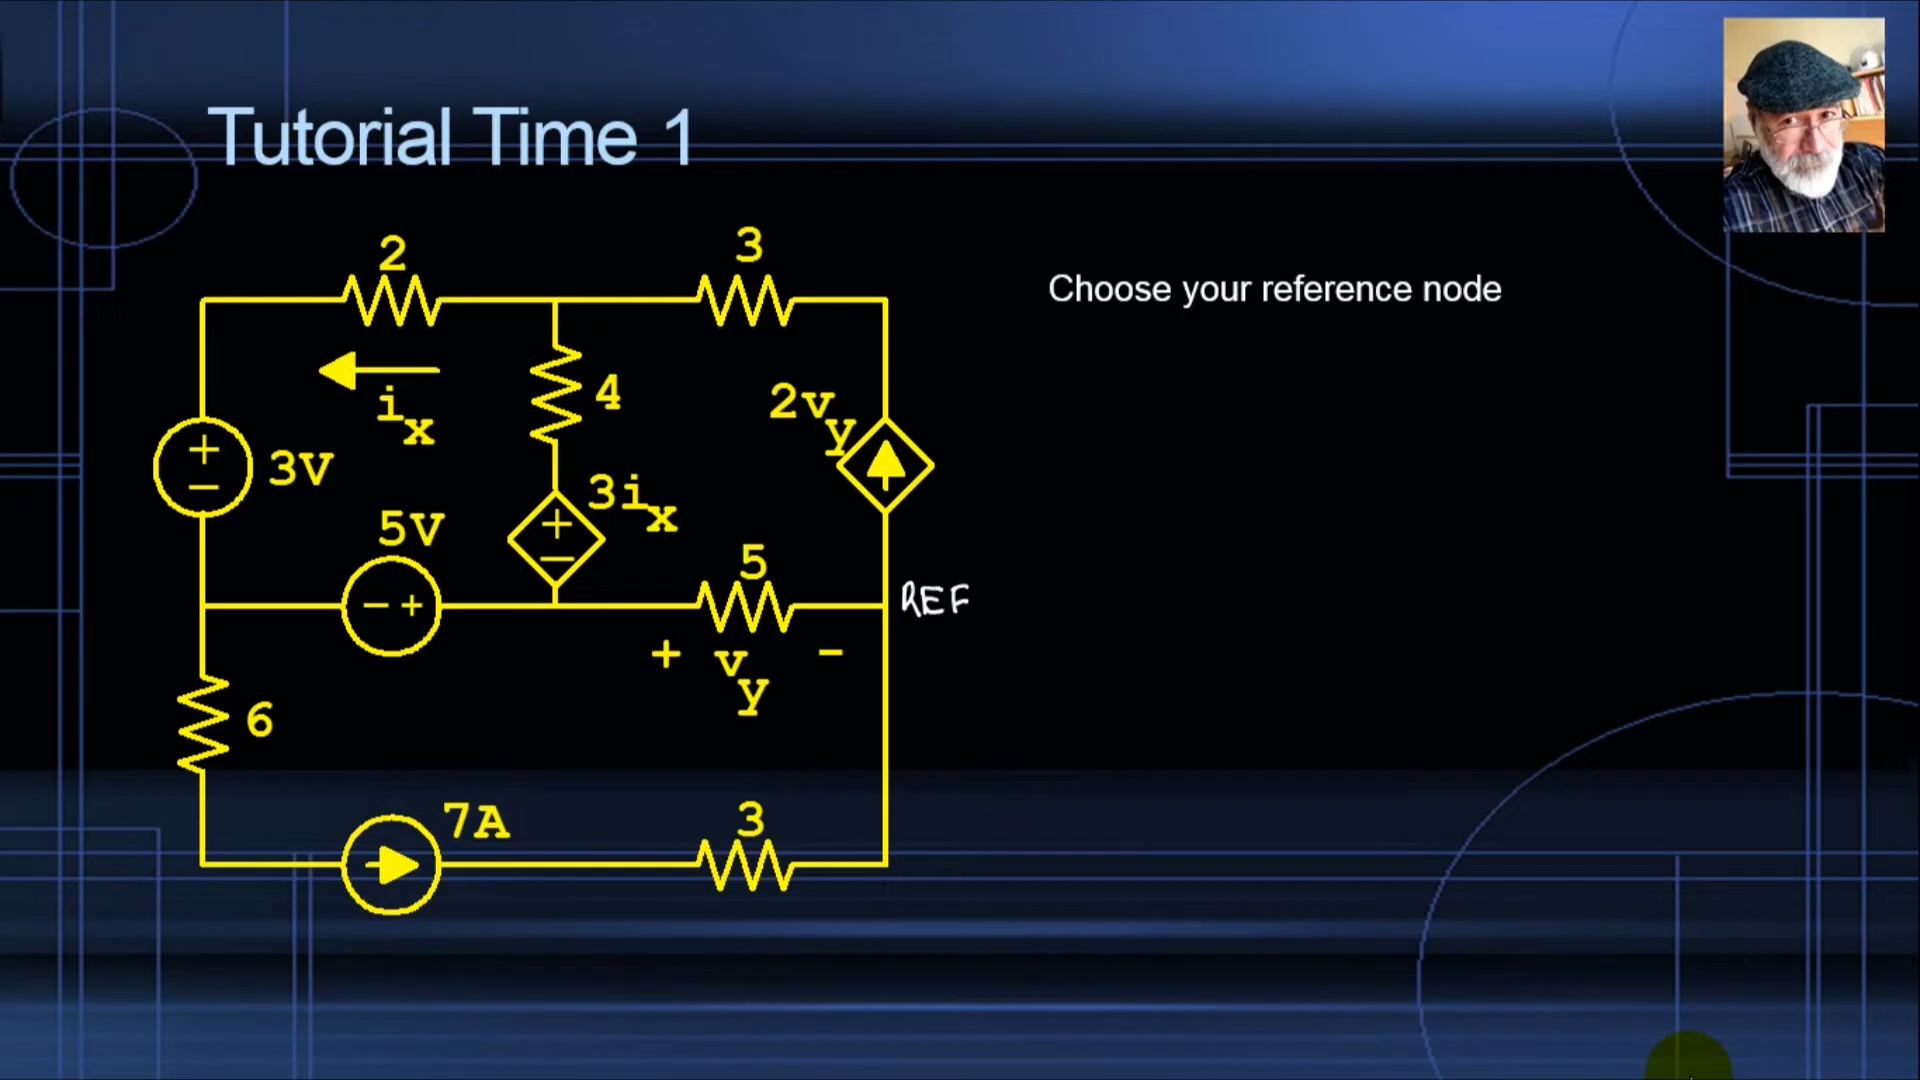 Tutorial Time 1
Choose your reference node
2
3
i
x
4
2v
y
+
−
3V
3i
x
+
−
5V
− +
5
REF
+ v
y −
6
7A
3